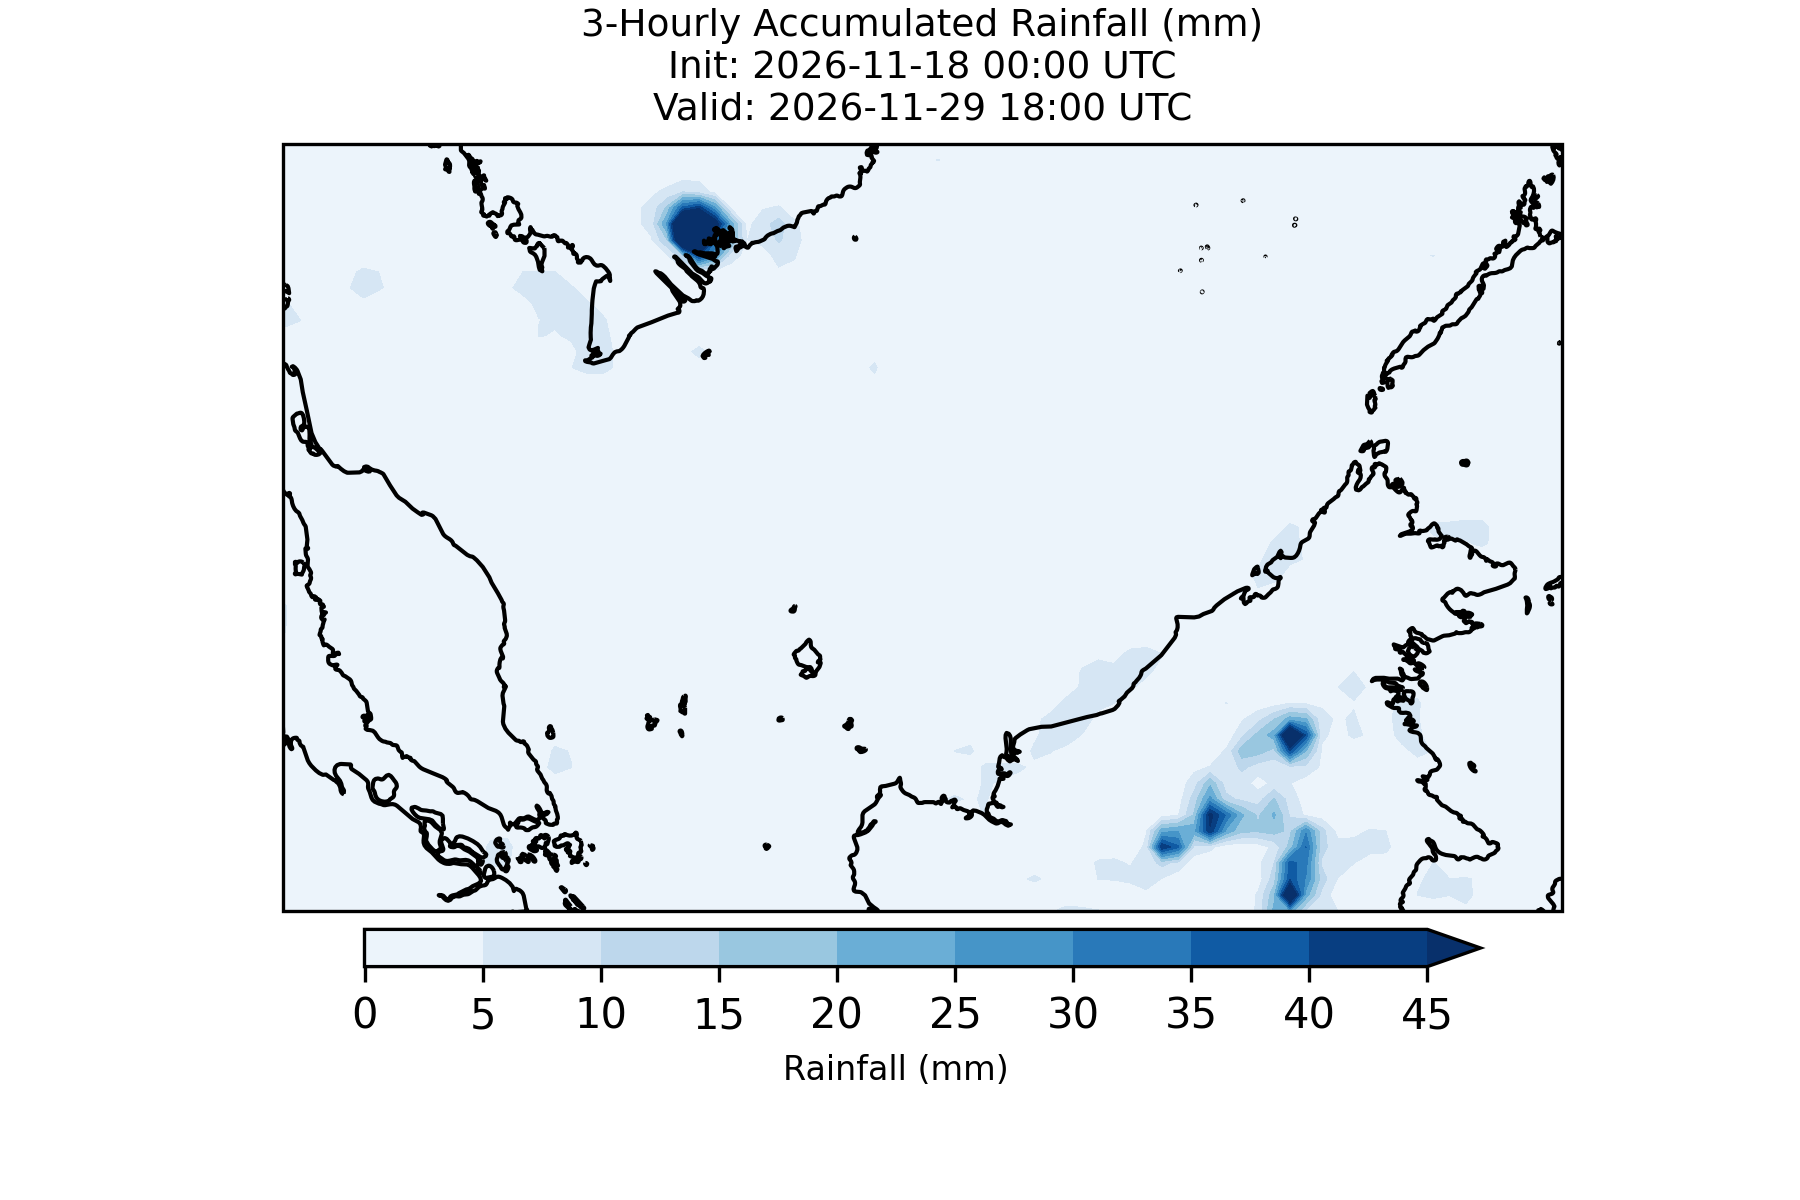 3-Hourly Accumulated Rainfall (mm)
Init: 2026-11-18 00:00 UTC
Valid: 2026-11-29 18:00 UTC
0 5 10 15 20 25 30 35 40 45
Rainfall (mm)